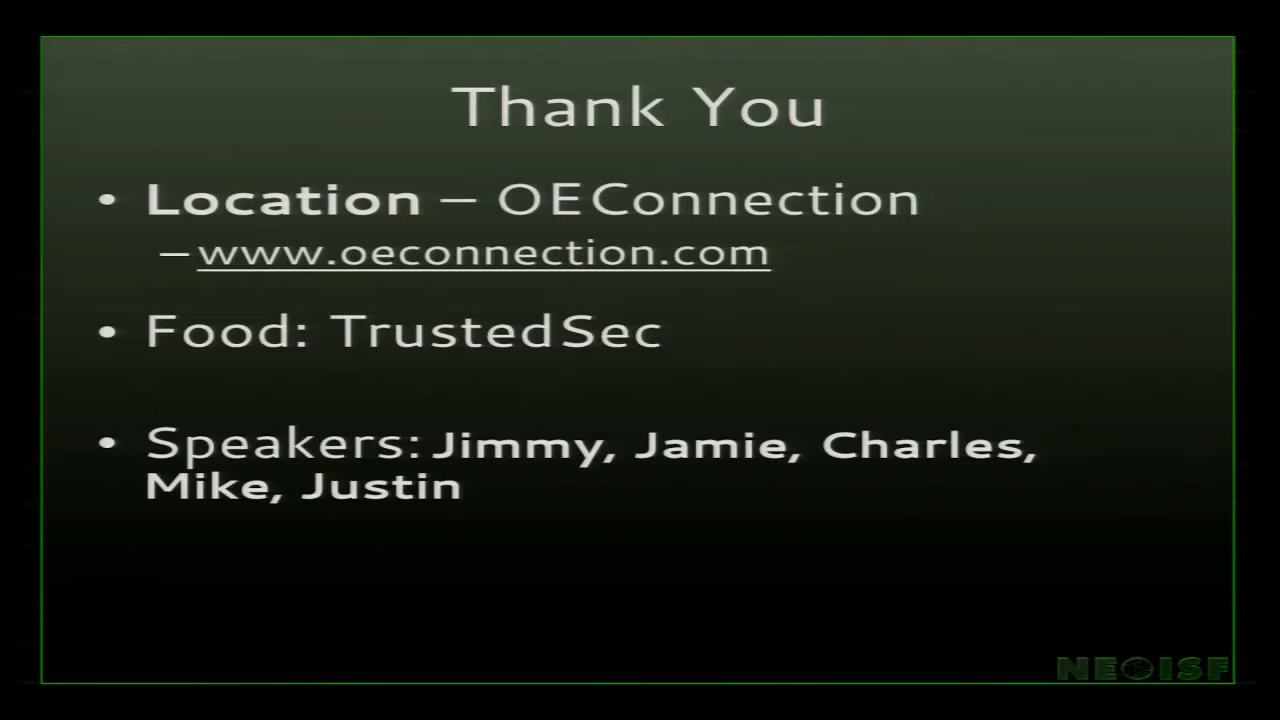 Thank You
• Location – OEConnection
– www.oeconnection.com
• Food: TrustedSec
• Speakers: Jimmy, Jamie, Charles,
Mike, Justin
NEOISF